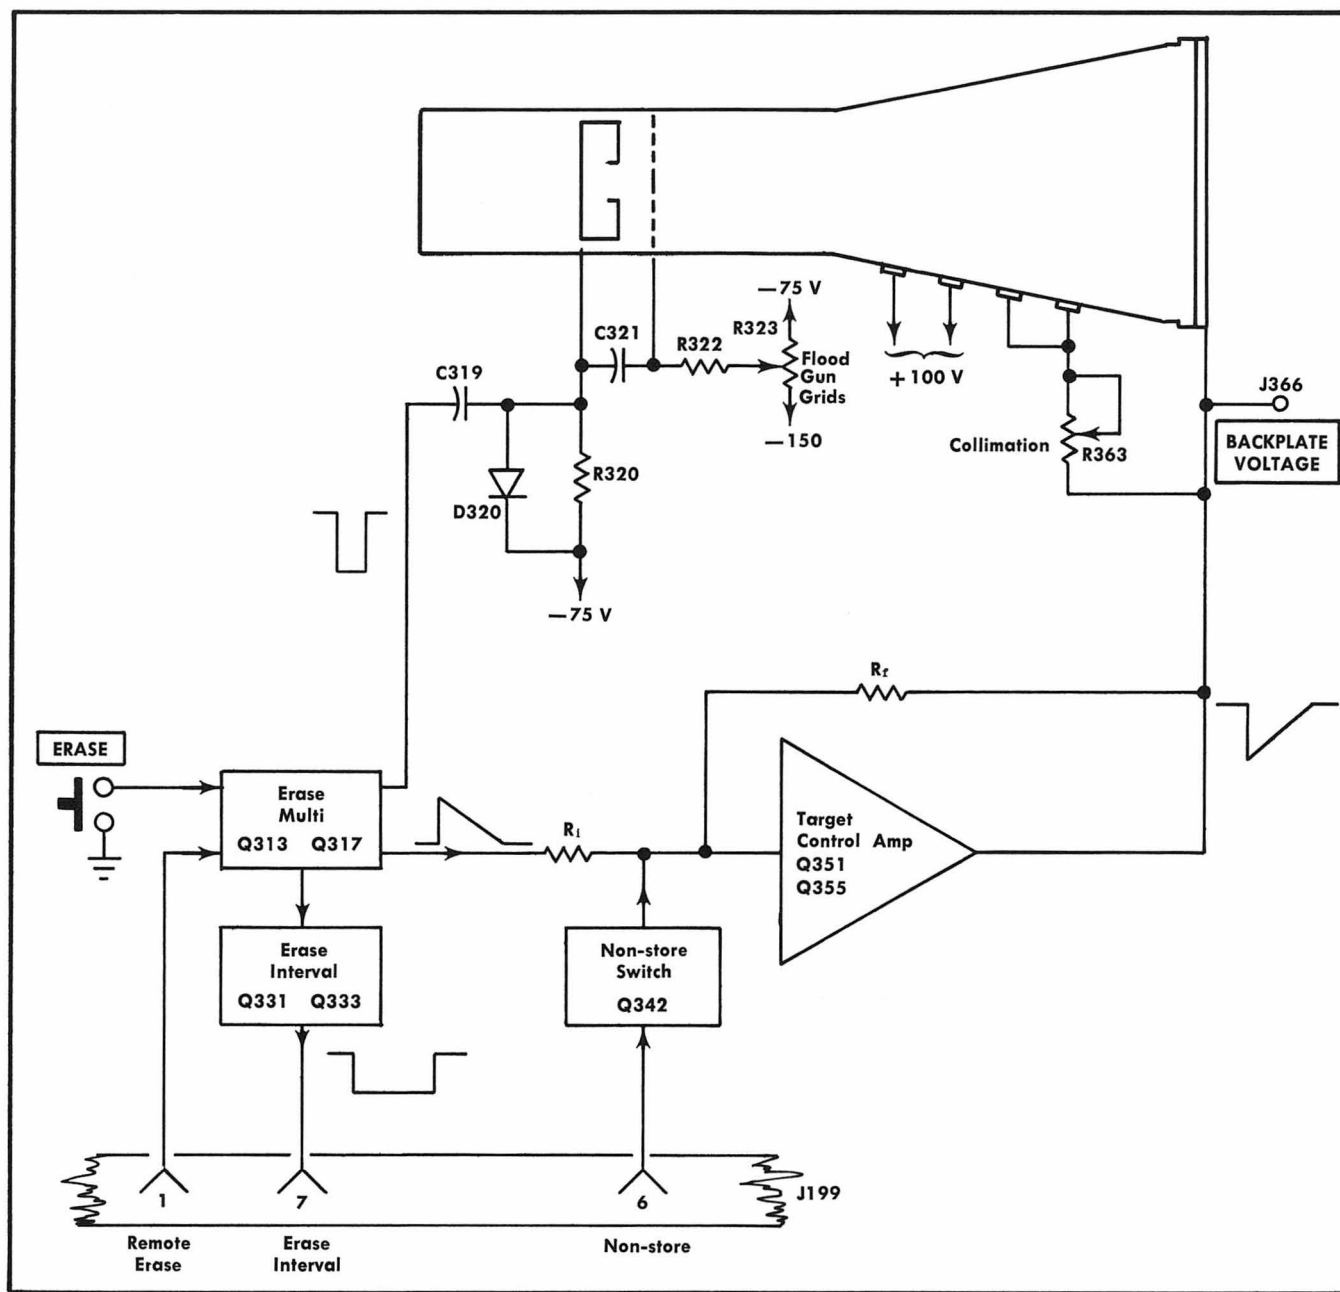 —75 V
C321
R322
R323
Flood
Gun
Grids
—150
+100 V
C319
D320
R320
—75 V
Collimation
R363
J366
BACKPLATE
VOLTAGE
Rf
ERASE
Erase
Multi
Q313 Q317
Ri
Target
Control Amp
Q351
Q355
Erase
Interval
Q331 Q333
Non-store
Switch
Q342
1
7
6
J199
Remote
Erase
Erase
Interval
Non-store